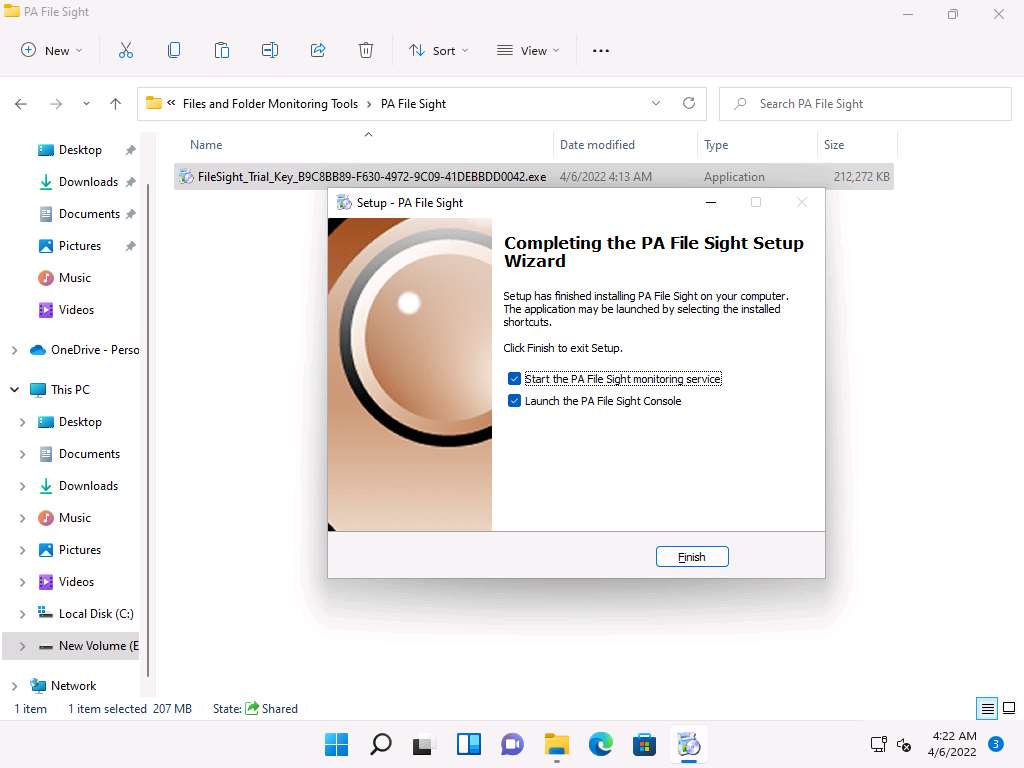 PA File Sight
New
Sort
View
« Files and Folder Monitoring Tools > PA File Sight
Search PA File Sight
Name
Date modified
Type
Size
FileSight_Trial_Key_B9C8BB89-F630-4972-9C09-41DEBBDD0042.exe
4/6/2022 4:13 AM
Application
212,272 KB
Desktop
Downloads
Documents
Pictures
Music
Videos
OneDrive - Perso
This PC
Desktop
Documents
Downloads
Music
Pictures
Videos
Local Disk (C:)
New Volume (E
Network
Setup - PA File Sight
Completing the PA File Sight Setup
Wizard
Setup has finished installing PA File Sight on your computer.
The application may be launched by selecting the installed
shortcuts.
Click Finish to exit Setup.
Start the PA File Sight monitoring service
Launch the PA File Sight Console
Finish
1 item
1 item selected 207 MB
State: Shared
4:22 AM
4/6/2022
3